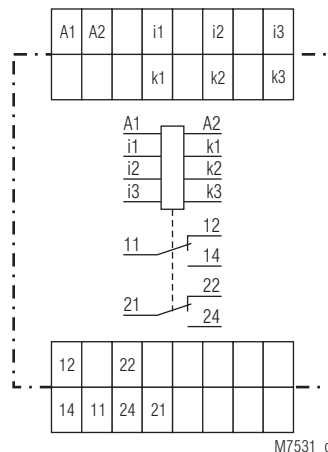 A1 A2 i1 i2 i3
k1 k2 k3
A1 A2
i1 k1
i2 k2
i3 k3
12
11
14
22
21
24
12 22
14 11 24 21
M7531_c